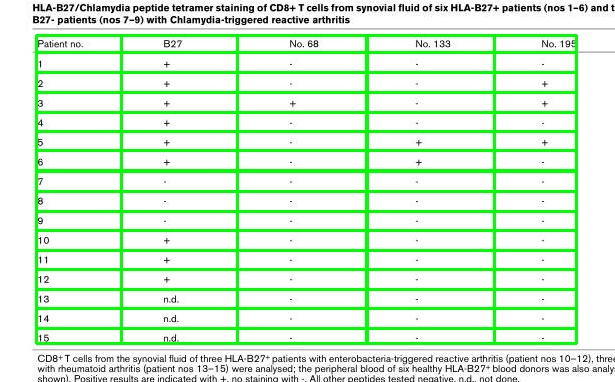 HLA-B27/Chlamydia peptide tetramer staining of CD8+ T cells from synovial fluid of six HLA-B27+ patients (nos 1–6) and t
B27- patients (nos 7–9) with Chlamydia-triggered reactive arthritis
Patient no. B27 No. 68 No. 133 No. 195
1 + - - -
2 + - - +
3 + + - +
4 + - - -
5 + - + +
6 + - + -
7 - - - -
8 - - - -
9 - - - -
10 + - - -
11 + - - -
12 + - - -
13 n.d. - - -
14 n.d. - - -
15 n.d. - - -
CD8+ T cells from the synovial fluid of three HLA-B27+ patients with enterobacteria-triggered reactive arthritis (patient nos 10–12), three
with rheumatoid arthritis (patient nos 13–15) were analysed; the peripheral blood of six healthy HLA-B27+ blood donors was also analy
shown). Positive results are indicated with +, no staining with -. All other peptides tested negative. n.d., not done.